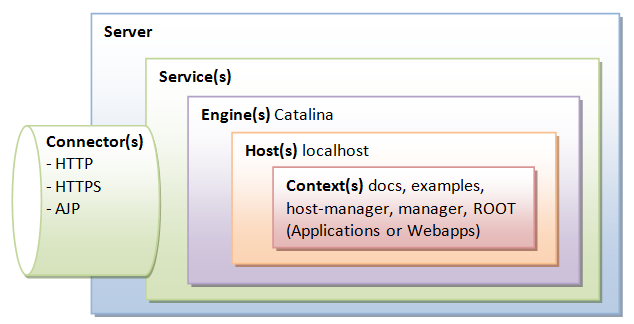 Server
Service(s)
Engine(s) Catalina
Connector(s)
- HTTP
- HTTPS
- AJP
Host(s) localhost
Context(s) docs, examples,
host-manager, manager, ROOT
(Applications or Webapps)